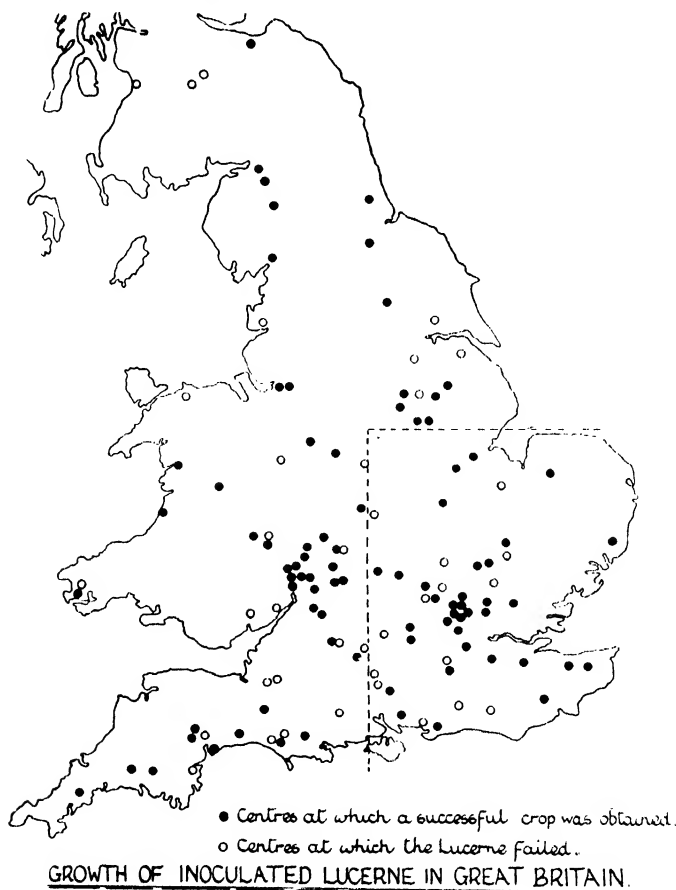 ● Centres at which a successful crop was obtained.
○ Centres at which the Lucerne Failed.
GROWTH OF INOCULATED LUCERNE IN GREAT BRITAIN.